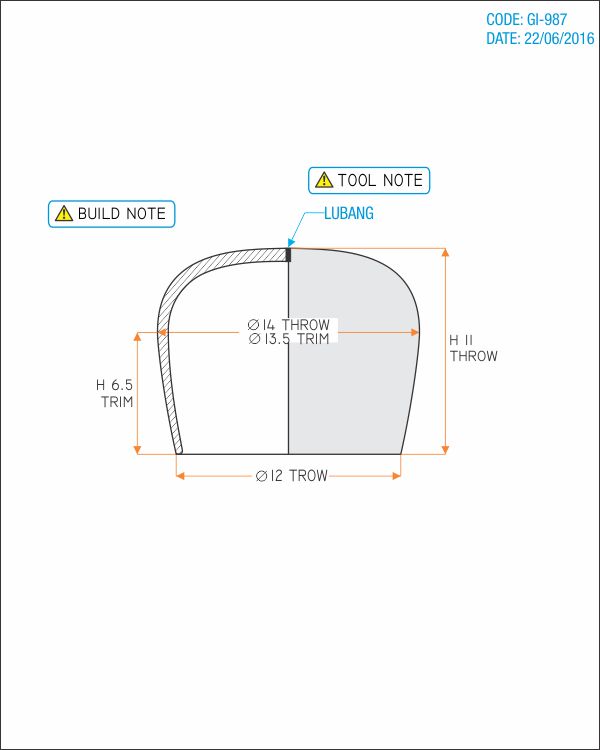 CODE: GI-987
DATE: 22/06/2016
TOOL NOTE
BUILD NOTE
LUBANG
∅14 THROW
∅13.5 TRIM
H 11
THROW
H 6.5
TRIM
∅12 TROW